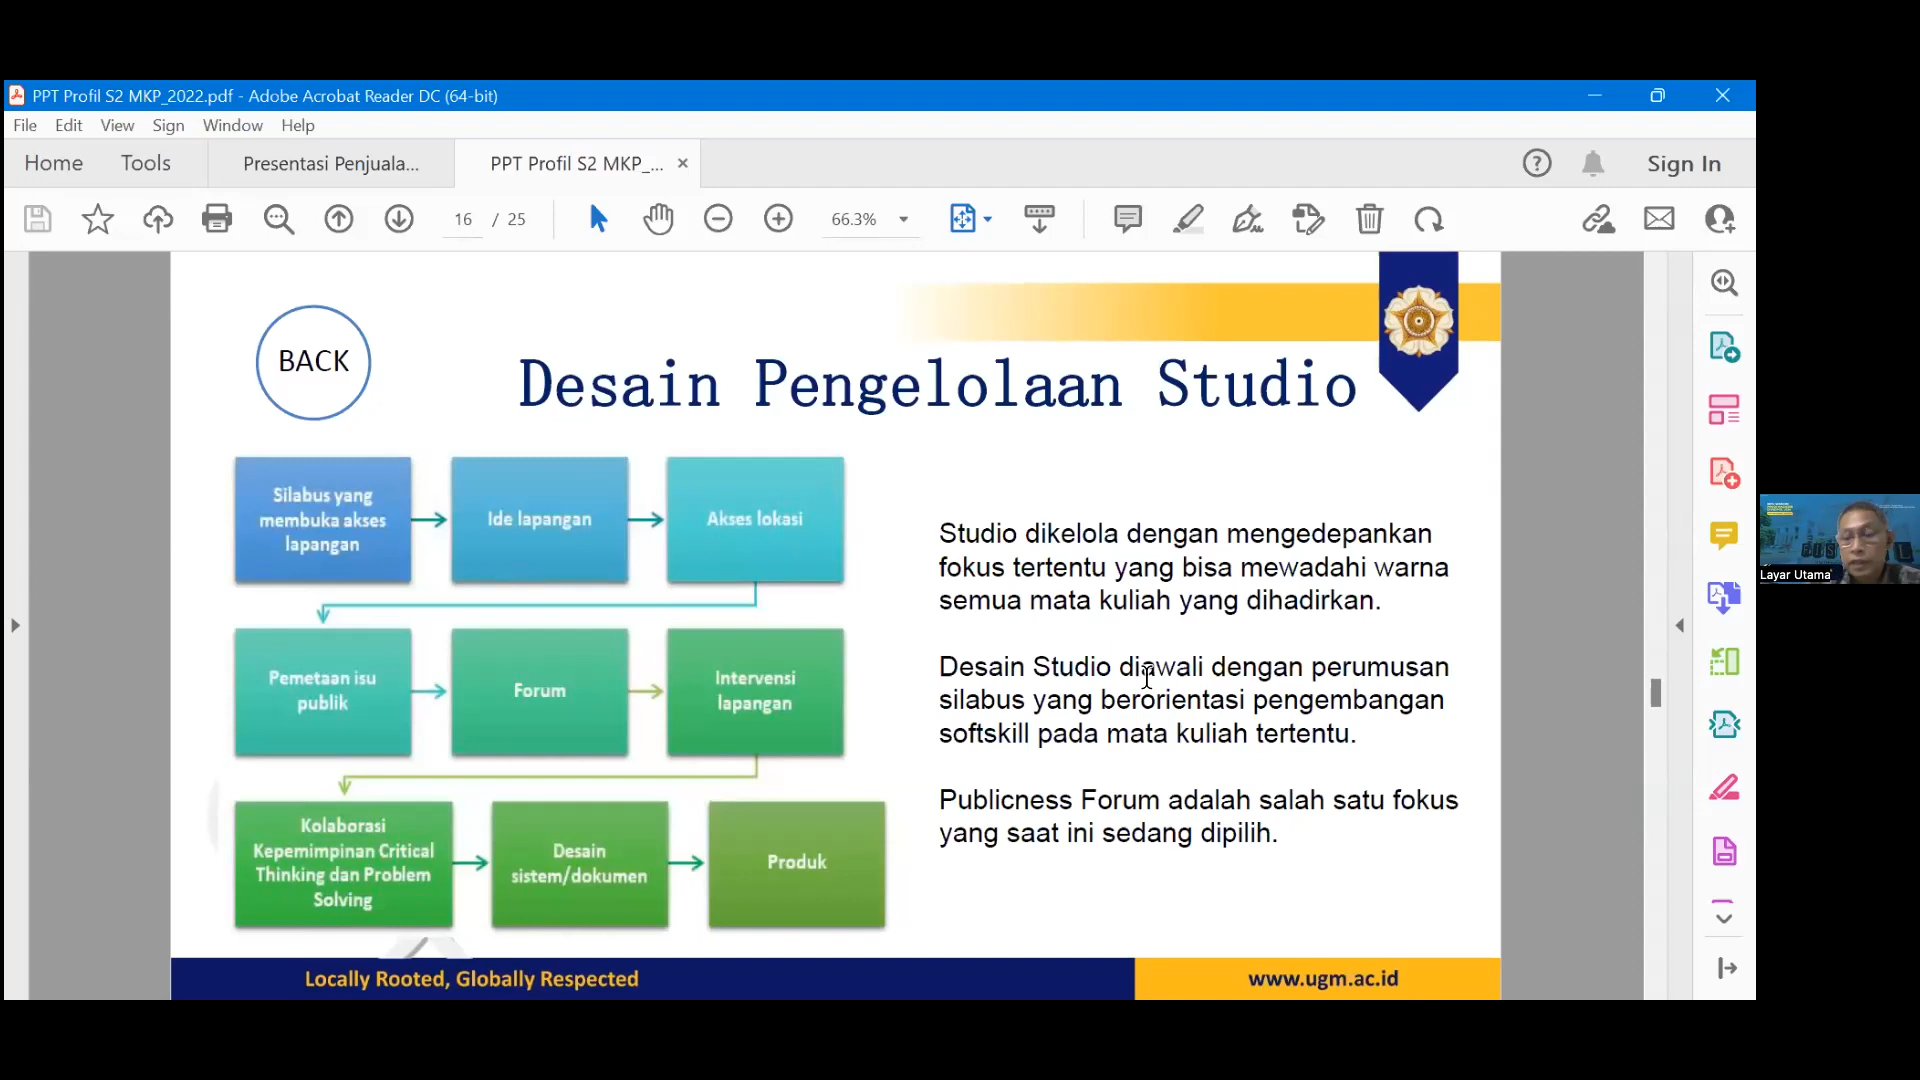 PPT Profil S2 MKP_2022.pdf - Adobe Acrobat Reader DC (64-bit)
File Edit View Sign Window Help
Home Tools Presentasi Penjuala... PPT Profil S2 MKP_... × Sign In
16 / 25 66.3%
BACK
Desain Pengelolaan Studio
Silabus yang
membuka akses
lapangan
Ide lapangan
Akses lokasi
Pemetaan isu
publik
Forum
Intervensi
lapangan
Kolaborasi
Kepemimpinan Critical
Thinking dan Problem
Solving
Desain
sistem/dokumen
Produk
Studio dikelola dengan mengedepankan
fokus tertentu yang bisa mewadahi warna
semua mata kuliah yang dihadirkan.
Desain Studio diawali dengan perumusan
silabus yang berorientasi pengembangan
softskill pada mata kuliah tertentu.
Publicness Forum adalah salah satu fokus
yang saat ini sedang dipilih.
Locally Rooted, Globally Respected
www.ugm.ac.id
Layar Utama